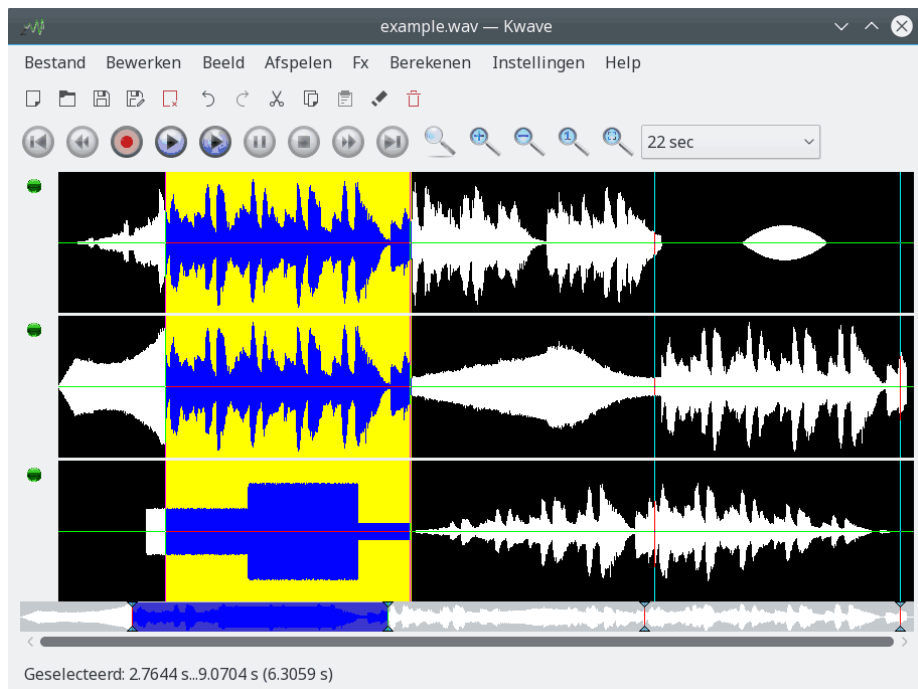 example.wav — Kwave
Bestand Bewerken Beeld Afspelen Fx Berekenen Instellingen Help
1
22 sec
Geselecteerd: 2.7644 s...9.0704 s (6.3059 s)